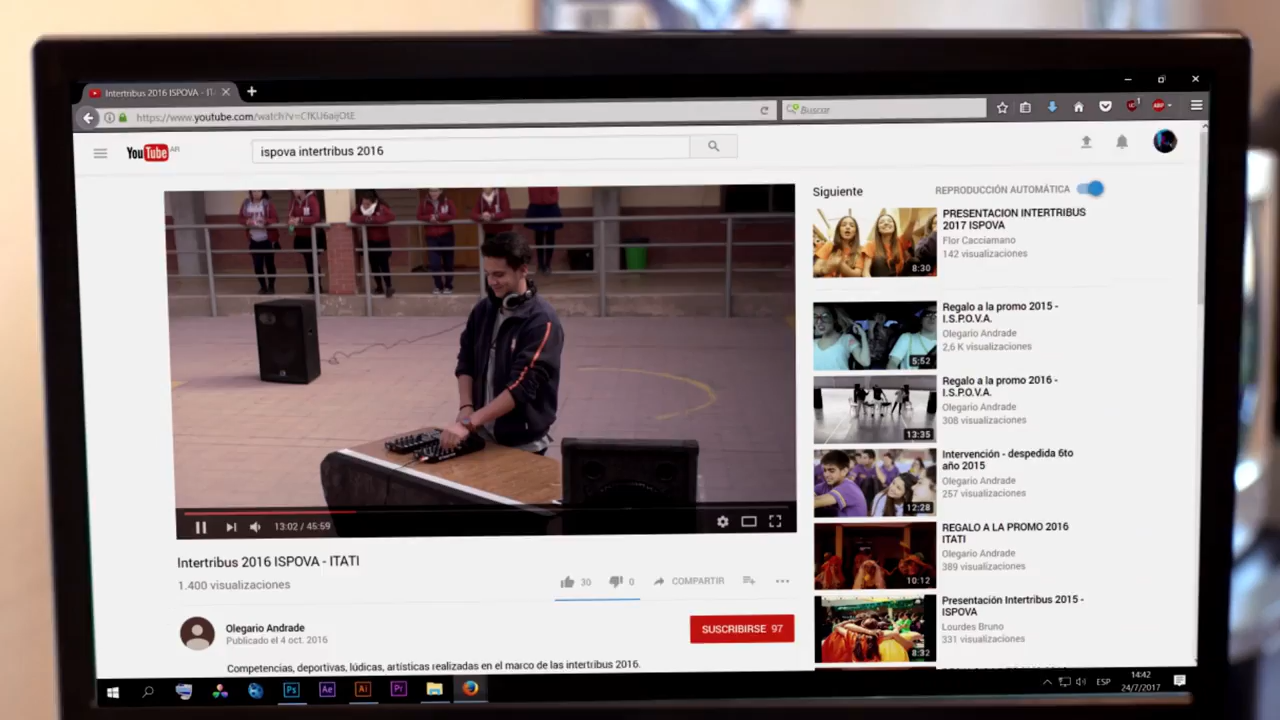 Intertribus 2016 ISPOVA - IT
https://www.youtube.com/watch?v=
Buscar
YouTube AR
ispova intertribus 2016
Siguiente
REPRODUCCIÓN AUTOMÁTICA
PRESENTACION INTERTRIBUS
2017 ISPOVA
Flor Cacciamano
142 visualizaciones
8:30
Regalo a la promo 2015 -
I.S.P.O.V.A.
Olegario Andrade
2,6 K visualizaciones
5:52
Regalo a la promo 2016 -
I.S.P.O.V.A.
Olegario Andrade
308 visualizaciones
13:35
Intervención - despedida 6to
año 2015
Olegario Andrade
257 visualizaciones
12:28
REGALO A LA PROMO 2016
ITATI
Olegario Andrade
389 visualizaciones
10:12
Presentación Intertribus 2015 -
ISPOVA
Lourdes Bruno
331 visualizaciones
8:32
13:02 / 45:59
Intertribus 2016 ISPOVA - ITATI
1.400 visualizaciones
30
0
COMPARTIR
Olegario Andrade
Publicado el 4 oct. 2016
SUSCRIBIRSE 97
Competencias, deportivas, lúdicas, artísticas realizadas en el marco de las intertribus 2016.
Ps
Ae
Ai
Pr
ESP
14:42
24/7/2017